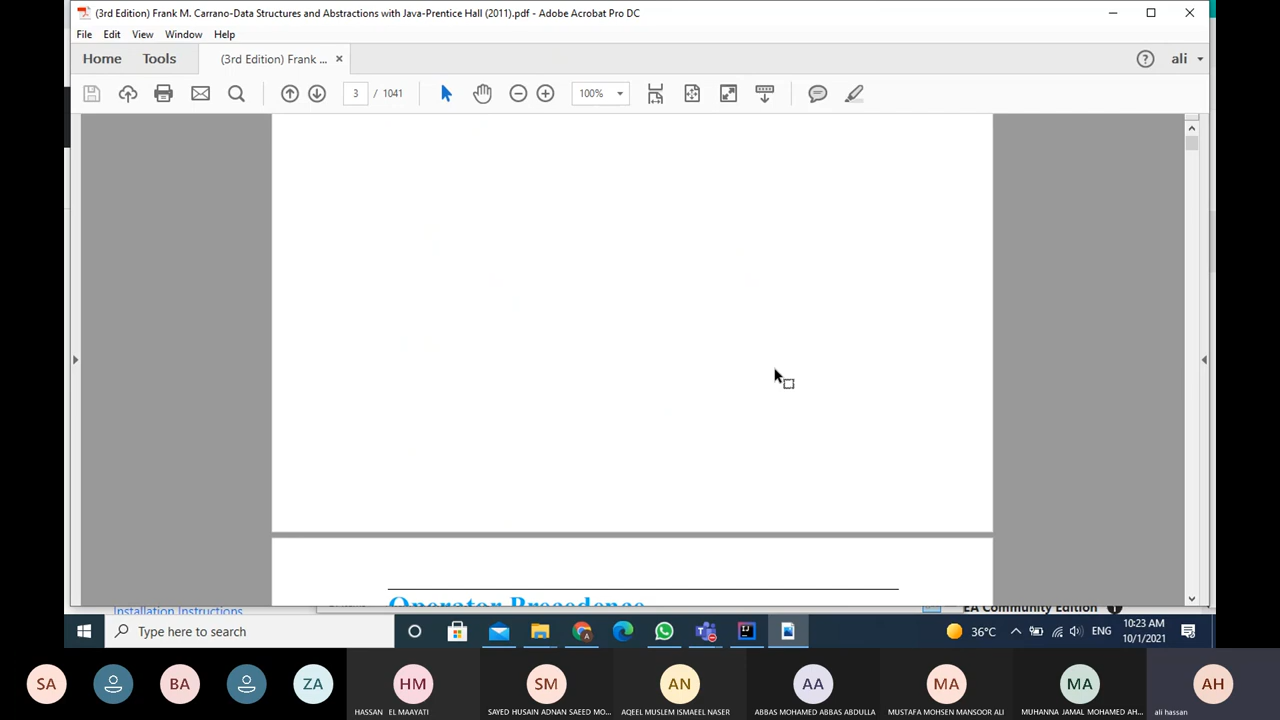 (3rd Edition) Frank M. Carrano-Data Structures and Abstractions with Java-Prentice Hall (2011).pdf - Adobe Acrobat Pro DC
File Edit View Window Help
Home Tools (3rd Edition) Frank ... × ali
3 / 1041 100%
Operator Precedence
Installation Instructions EA Community Edition
Type here to search 36°C ENG 10:23 AM
10/1/2021
SA BA ZA HM SM AN AA MA MA AH
HASSAN EL MAAYATI SAYED HUSAIN ADNAN SAEED MO... AQEEL MUSLEM ISMAEEL NASER ABBAS MOHAMED ABBAS ABDULLA MUSTAFA MOHSEN MANSOOR ALI MUHANNA JAMAL MOHAMED AH... ali hassan